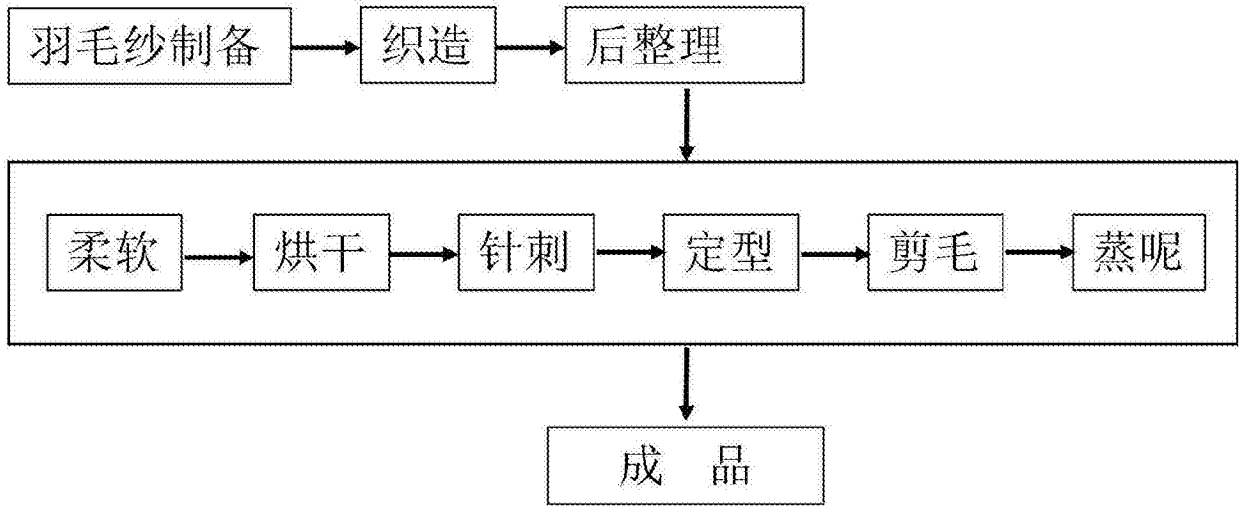 羽毛纱制备 织造 后整理
柔软 烘干 针刺 定型 剪毛 蒸呢
成 品